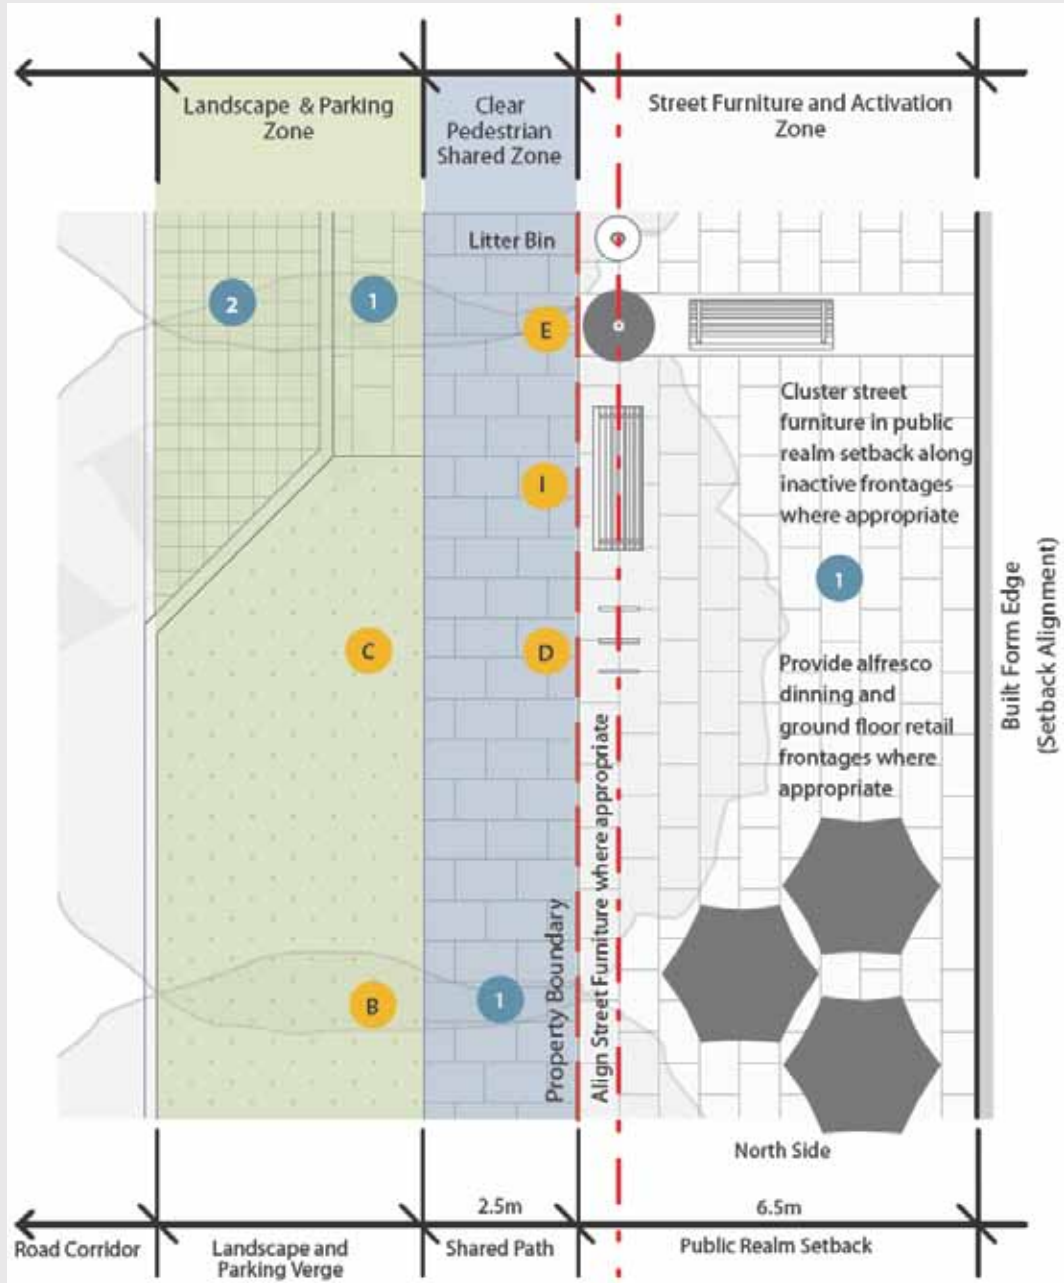 Landscape & Parking
Zone
Clear
Pedestrian
Shared Zone
Street Furniture and Activation
Zone
Litter Bin
2
1
E
Cluster street
furniture in public
realm setback along
inactive frontages
where appropriate
I
1
C
D
Provide alfresco
dinning and
ground floor retail
frontages where
appropriate
Built Form Edge
(Setback Alignment)
Property Boundary
Align Street Furniture where appropriate
B
1
North Side
2.5m
6.5m
Road Corridor
Landscape and
Parking Verge
Shared Path
Public Realm Setback